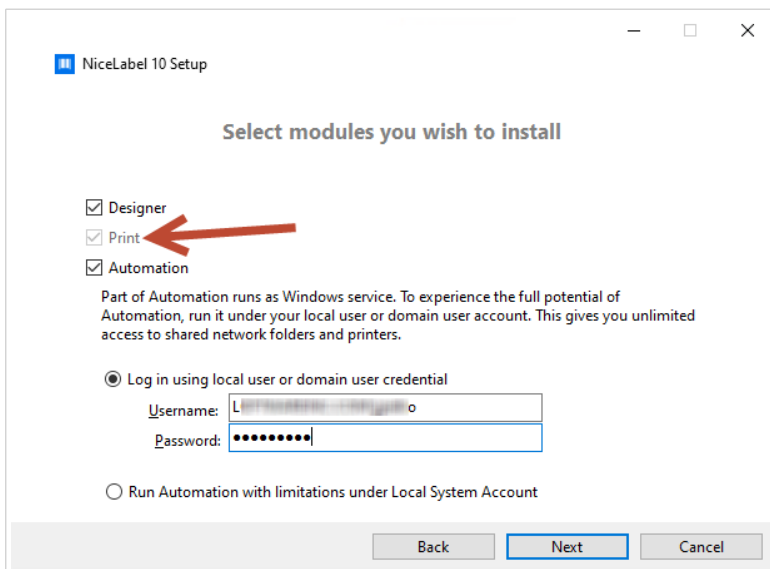 NiceLabel 10 Setup
Select modules you wish to install
Designer
Print
Automation
Part of Automation runs as Windows service. To experience the full potential of
Automation, run it under your local user or domain user account. This gives you unlimited
access to shared network folders and printers.
Log in using local user or domain user credential
Username:
Password: •••••••••
Run Automation with limitations under Local System Account
Back Next Cancel